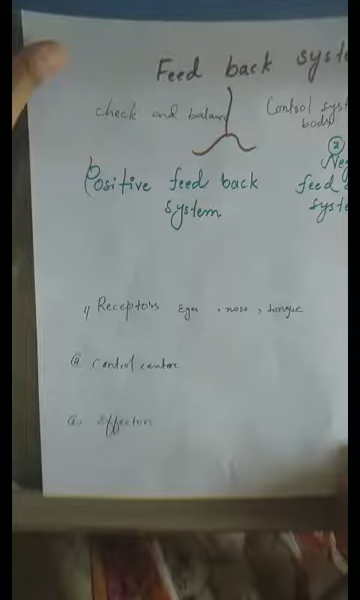 Feed back syste
check and balance Control syst
body
②
Positive feed back Neg
system feed b
syste
1) Receptors Eyes , nose , tongue
② Control centre
③ Effectors